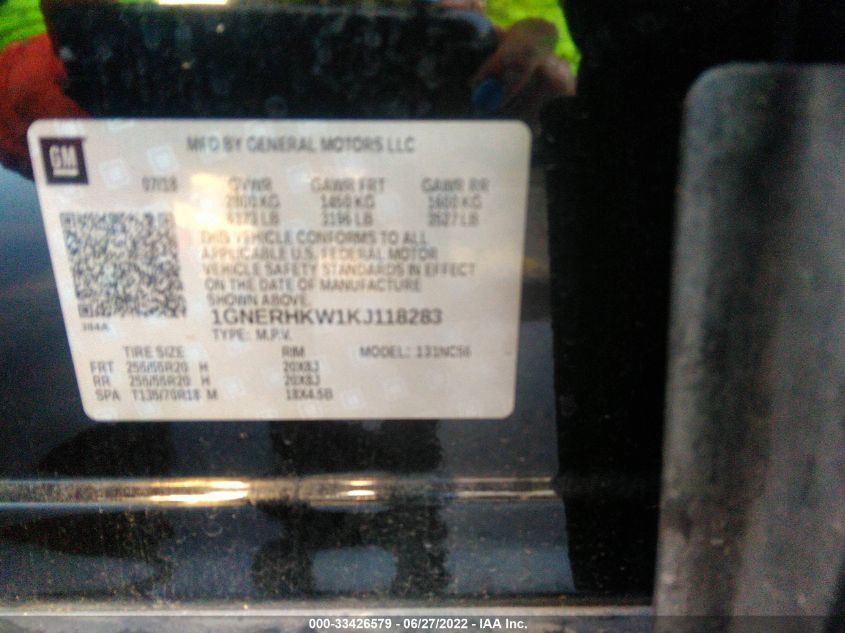 MFD BY GENERAL MOTORS LLC
GM
07/18 GVWR GAWR FRT GAWR RR
2800 KG 1450 KG 1600 KG
6173 LB 3196 LB 3527 LB
THIS VEHICLE CONFORMS TO ALL
APPLICABLE U.S. FEDERAL MOTOR
VEHICLE SAFETY STANDARDS IN EFFECT
ON THE DATE OF MANUFACTURE
SHOWN ABOVE.
1GNERHKW1KJ118283
TYPE: M.P.V.
TIRE SIZE RIM MODEL: 131NC56
FRT 255/55R20 H 20X8J
RR 255/55R20 H 20X8J
SPA T135/70R18 M 18X4.5B
000-33426579 - 06/27/2022 - IAA Inc.